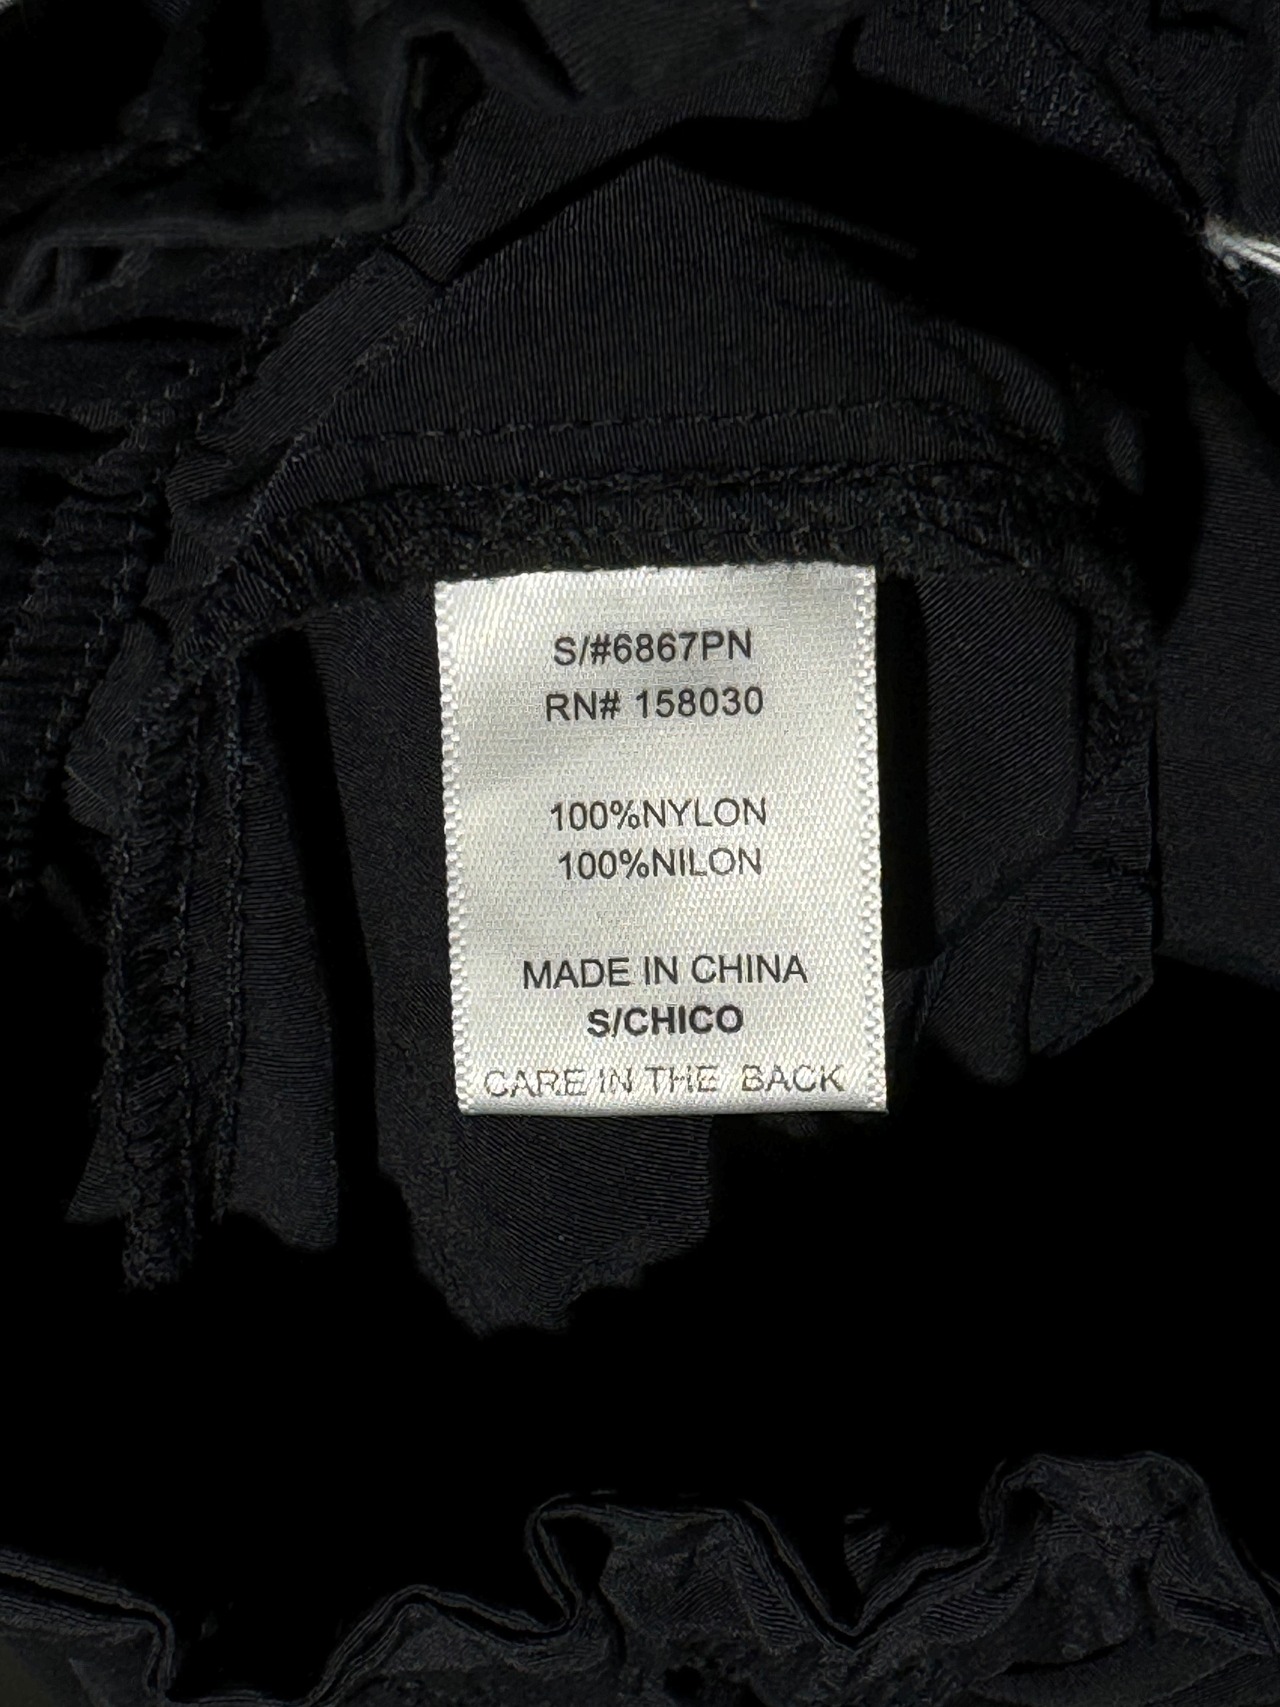 S/#6867PN
RN# 158030
100%NYLON
100%NILON
MADE IN CHINA
S/CHICO
CARE IN THE BACK